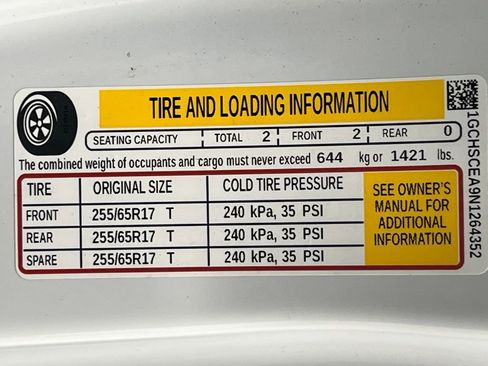 TIRE AND LOADING INFORMATION
SEATING CAPACITY TOTAL 2 FRONT 2 REAR 0
The combined weight of occupants and cargo must never exceed 644 kg or 1421 lbs.
TIRE ORIGINAL SIZE COLD TIRE PRESSURE
FRONT 255/65R17 T 240 kPa, 35 PSI
REAR 255/65R17 T 240 kPa, 35 PSI
SPARE 255/65R17 T 240 kPa, 35 PSI
SEE OWNER'S
MANUAL FOR
ADDITIONAL
INFORMATION
1GCHSCEA9N1284352